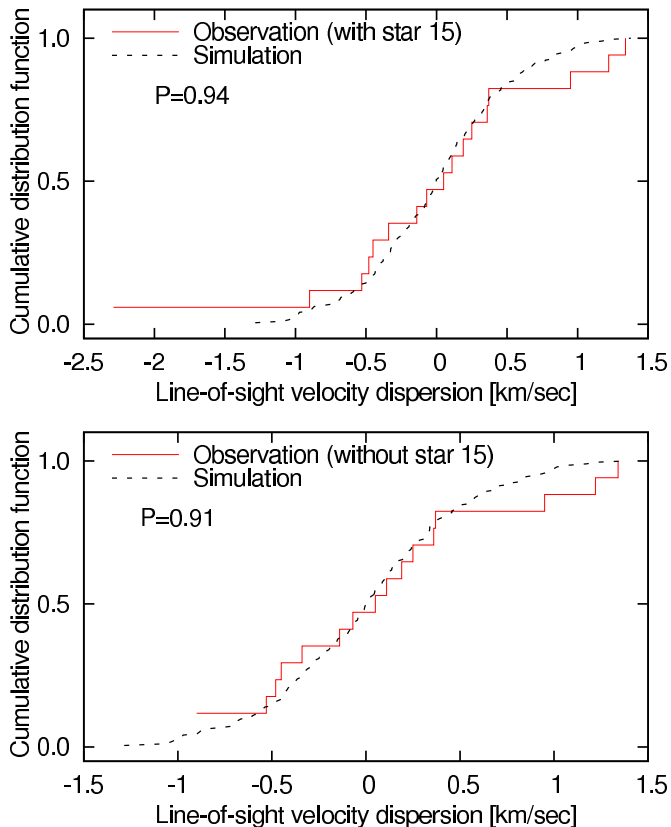 Cumulative distribution function
1.0
0.5
0.0
Observation (with star 15)
Simulation
P=0.94
-2.5 -2 -1.5 -1 -0.5 0 0.5 1 1.5
Line-of-sight velocity dispersion [km/sec]
Cumulative distribution function
1.0
0.5
0.0
Observation (without star 15)
Simulation
P=0.91
-1.5 -1 -0.5 0 0.5 1 1.5
Line-of-sight velocity dispersion [km/sec]